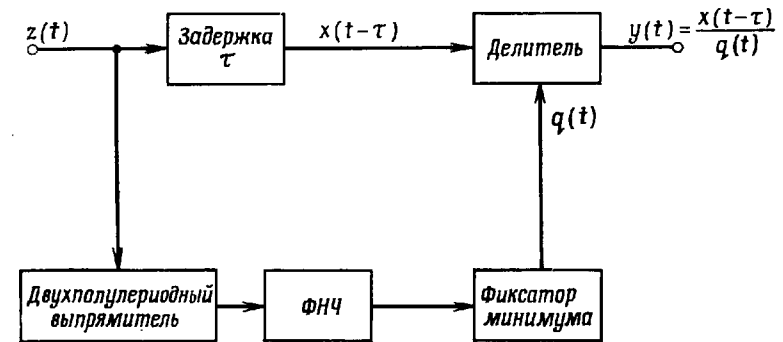 z(t)
Задержка
τ
x(t-τ)
Делитель
y(t)=x(t-τ)/q(t)
q(t)
Двухполупериодный
выпрямитель
ФНЧ
Фиксатор
минимума